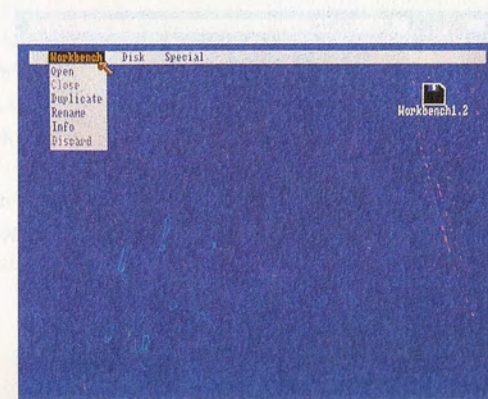 Workbench Disk Special
Open
Close
Duplicate
Rename
Info
Discard
Workbench1.2